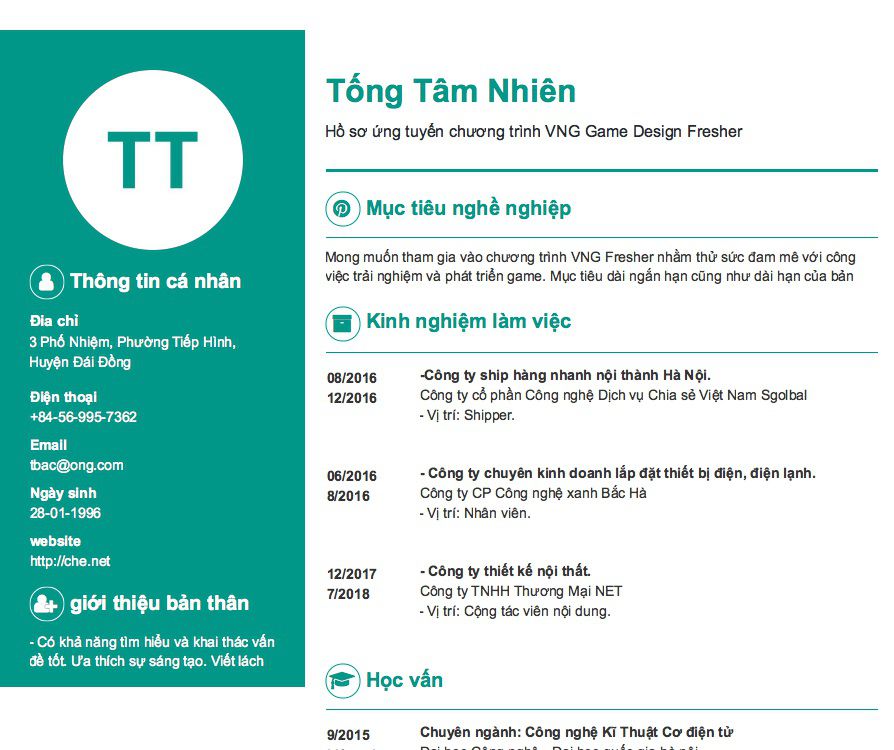 TT
Thông tin cá nhân
Đia chỉ
3 Phố Nhiệm, Phường Tiếp Hình,
Huyện Đái Đồng
Điện thoại
+84-56-995-7362
Email
tbac@ong.com
Ngày sinh
28-01-1996
website
http://che.net
giới thiệu bản thân
- Có khả năng tìm hiểu và khai thác vấn
đề tốt. Ưa thích sự sáng tạo. Viết lách
Tống Tâm Nhiên
Hồ sơ ứng tuyển chương trình VNG Game Design Fresher
Mục tiêu nghề nghiệp
Mong muốn tham gia vào chương trình VNG Fresher nhằm thử sức đam mê với công
việc trải nghiệm và phát triển game. Mục tiêu dài ngắn hạn cũng như dài hạn của bản
Kinh nghiệm làm việc
08/2016
12/2016
-Công ty ship hàng nhanh nội thành Hà Nội.
Công ty cổ phần Công nghệ Dịch vụ Chia sẻ Việt Nam Sgolbal
- Vị trí: Shipper.
06/2016
8/2016
- Công ty chuyên kinh doanh lắp đặt thiết bị điện, điện lạnh.
Công ty CP Công nghệ xanh Bắc Hà
- Vị trí: Nhân viên.
12/2017
7/2018
- Công ty thiết kế nội thất.
Công ty TNHH Thương Mại NET
- Vị trí: Cộng tác viên nội dung.
Học vấn
9/2015
Chuyên ngành: Công nghệ Kĩ Thuật Cơ điện tử